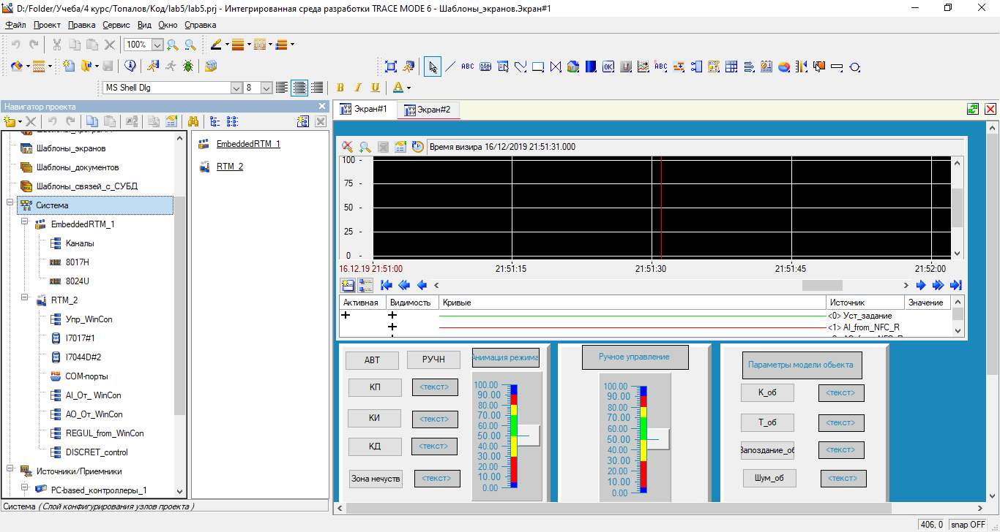 D:/Folder/Учеба/4 курс/Топалов/Код/lab5/lab5.prj - Интегрированная среда разработки TRACE MODE 6 - Шаблоны_экранов.Экран#1
Файл Проект Правка Сервис Вид Окно Справка
100%
ABC
OK
ABC
MS Shell Dlg 8 B I U A
Навигатор проекта
Шаблоны_экранов
Шаблоны_документов
Шаблоны_связей_с_СУБД
Система
EmbeddedRTM_1
Каналы
8017H
8024U
RTM_2
Упр_WinCon
I7017#1
I7044D#2
COM-порты
AI_От_ WinCon
AO_От_WinCon
REGUL_from_WinCon
DISCRET_control
Источники/Приемники
PC-based_контроллеры_1
Система (Слой конфигурирования узлов проекта )
EmbeddedRTM_1
RTM_2
Экран#1 Экран#2
Время визира 16/12/2019 21:51:31.000
100
75
50
25
0
16.12.19 21:51:00 21:51:15 21:51:30 21:51:45 21:52:00
Активная Видимость Кривые Источник Значение
<0> Уст_задание
<1> AI_from_NFC_R
АВТ РУЧН Анимация режима
КП <текст>
КИ <текст>
КД <текст>
Зона нечуств <текст>
100.00
90.00
80.00
70.00
60.00
50.00
40.00
30.00
20.00
10.00
0.00
Ручное управление
100.00
90.00
80.00
70.00
60.00
50.00
40.00
30.00
20.00
10.00
0.00
Параметры модели обьекта
К_об <текст>
Т_об <текст>
Запоздание_об <текст>
Шум_об <текст>
406, 0 snap OFF